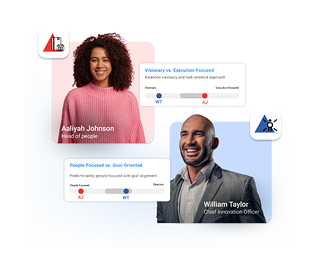 Visionary vs. Execution-Focused
Balanced visionary and task-oriented approach
Visionary Execution-Focused
WT AJ
Aaliyah Johnson
Head of people
People-Focused vs. Goal-Oriented
Predominantly people-focused with goal alignment
People-Focused Directive
AJ WT
William Taylor
Chief Innovation Officer